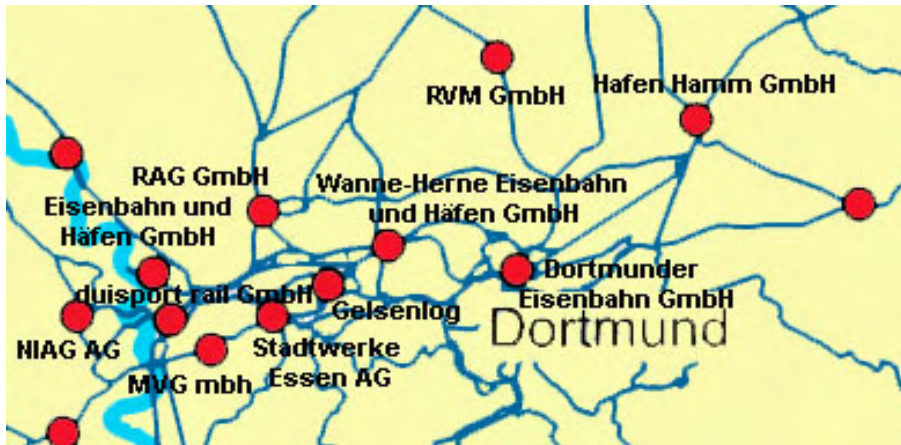 RVM GmbH
Hafen Hamm GmbH
RAG GmbH
Wanne-Herne Eisenbahn
und Häfen GmbH
Eisenbahn und
Häfen GmbH
duisport rail GmbH
Gelsenlog
Dortmunder
Eisenbahn GmbH
Dortmund
NIAG AG
MVG mbh
Stadtwerke
Essen AG